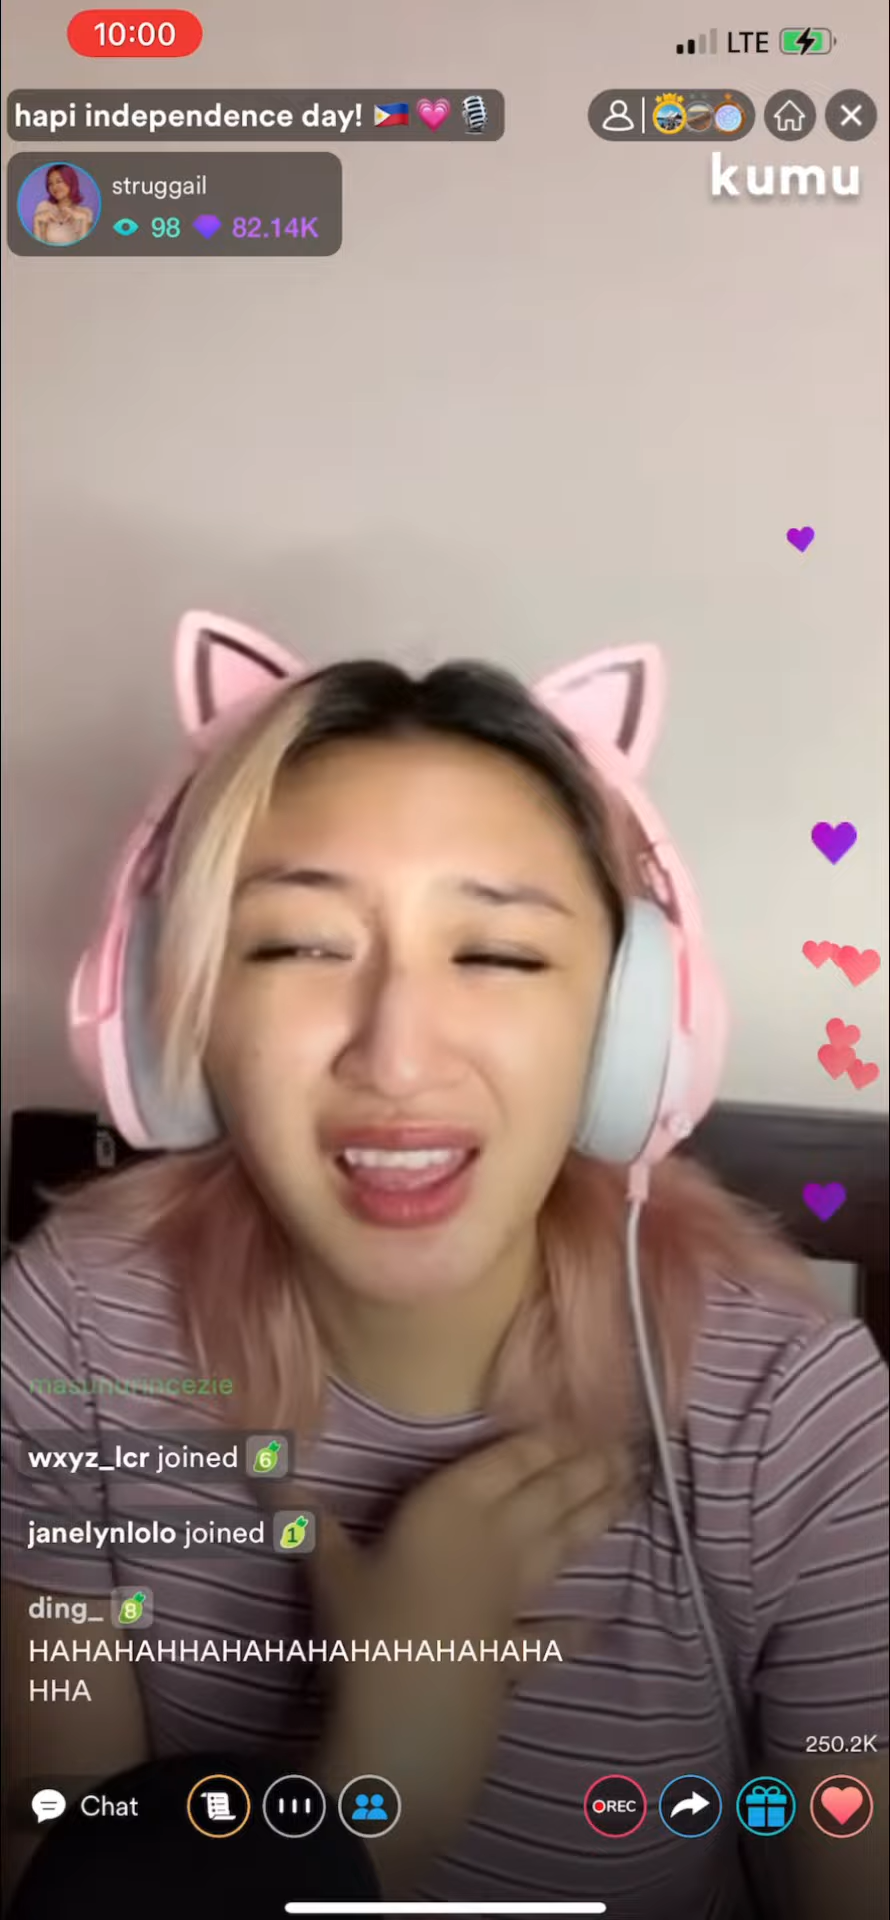 10:00
LTE
hapi independence day! 🇵🇭💗🎙️
kumu
struggail
98 82.14K
wxyz_lcr joined 6
janelynlolo joined 1
ding_ 8
HAHAHAHHAHAHAHAHAHAHAHAHA
HHA
250.2K
Chat
REC